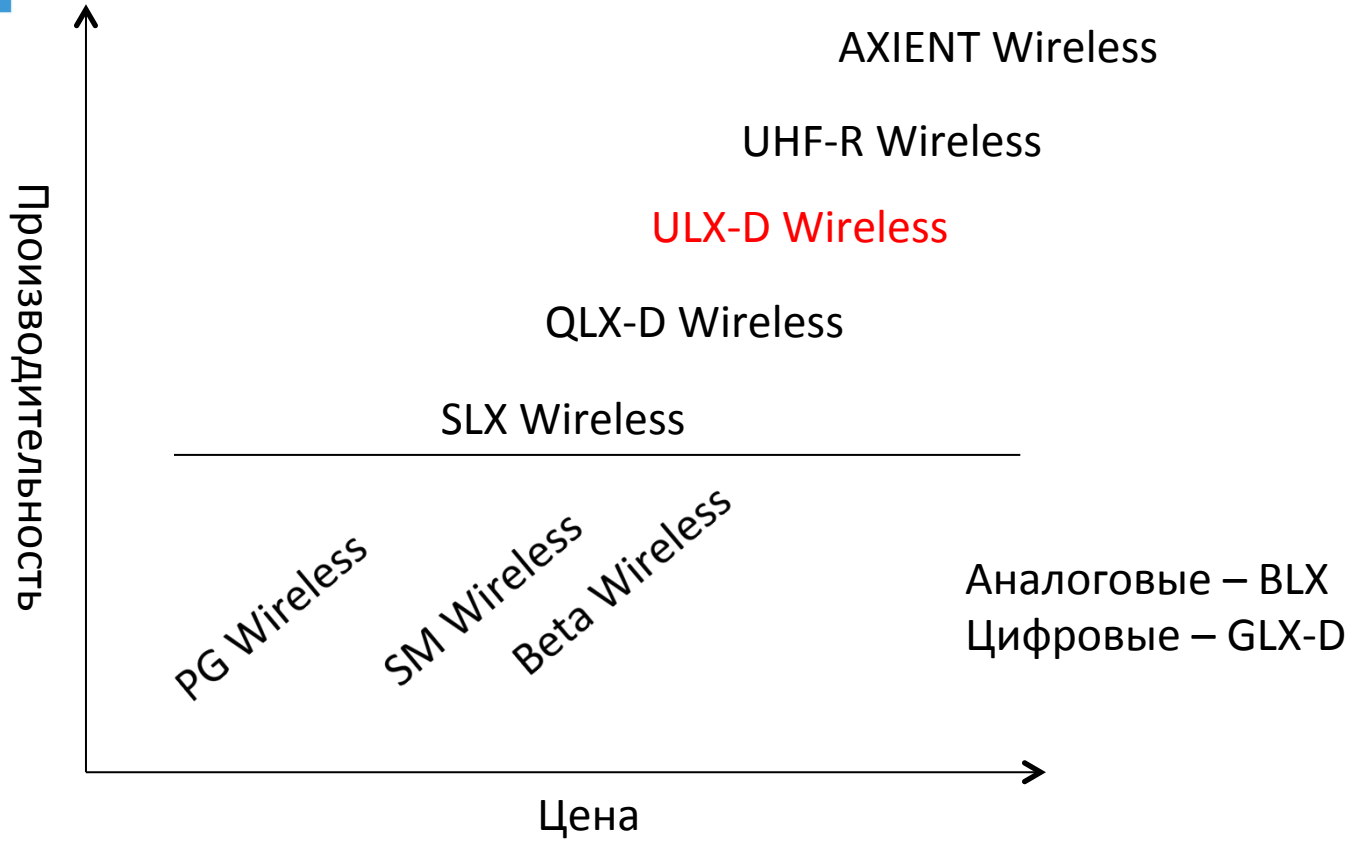 AXIENT Wireless
UHF-R Wireless
ULX-D Wireless
QLX-D Wireless
SLX Wireless
PG Wireless
SM Wireless
Beta Wireless
Аналоговые – BLX
Цифровые – GLX-D
Производительность
Цена